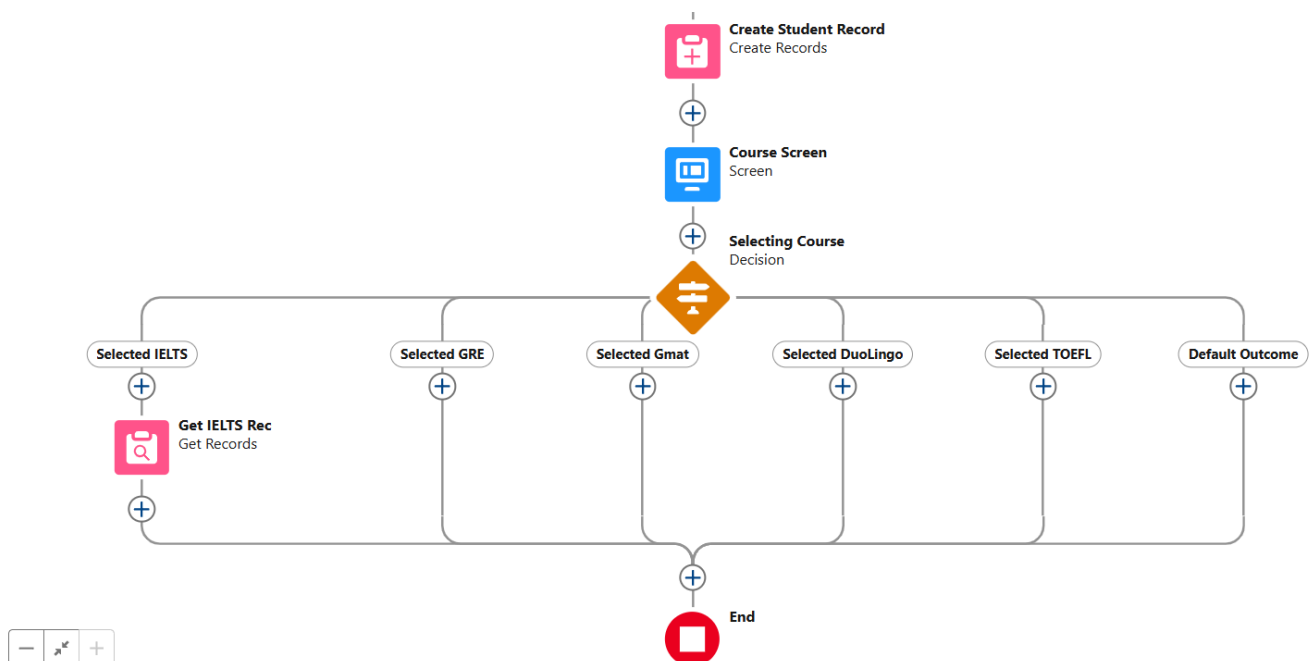 Create Student Record
Create Records
Course Screen
Screen
Selecting Course
Decision
Selected IELTS
Selected GRE
Selected Gmat
Selected DuoLingo
Selected TOEFL
Default Outcome
Get IELTS Rec
Get Records
End